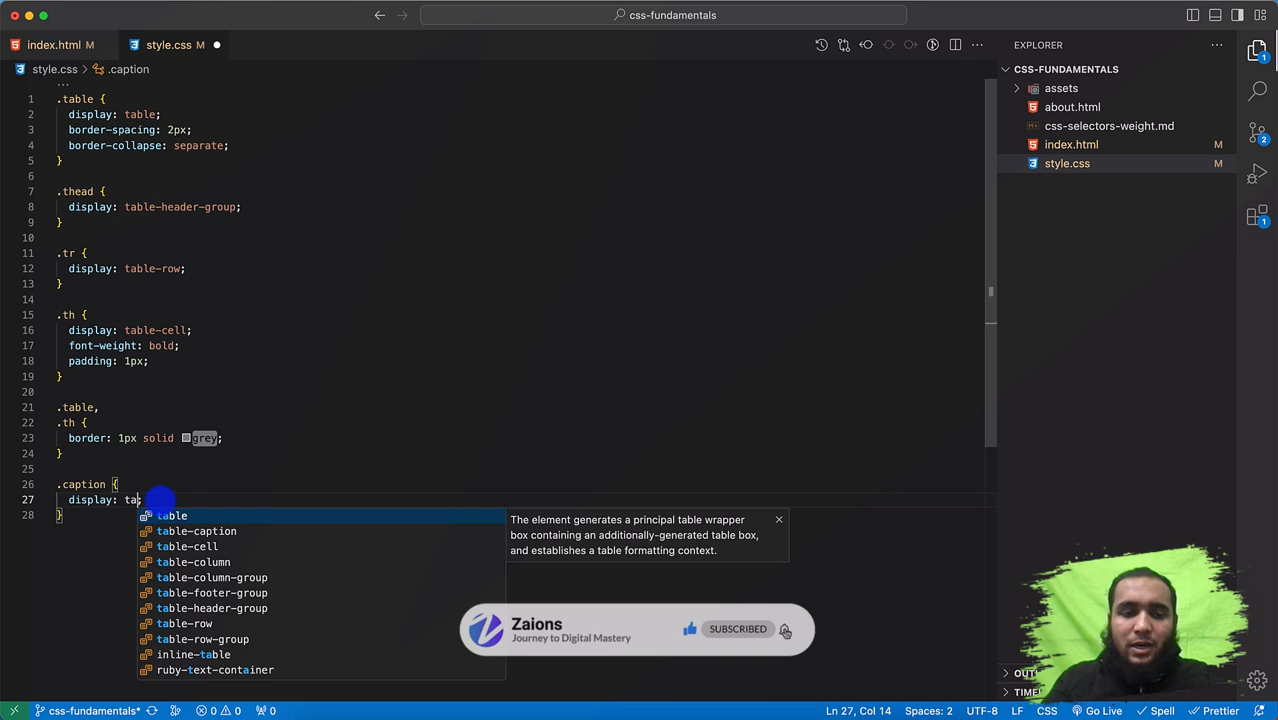 css-fundamentals
index.html M
style.css M
style.css > .caption
...
1 .table {
2 display: table;
3 border-spacing: 2px;
4 border-collapse: separate;
5 }
6
7 .thead {
8 display: table-header-group;
9 }
10
11 .tr {
12 display: table-row;
13 }
14
15 .th {
16 display: table-cell;
17 font-weight: bold;
18 padding: 1px;
19 }
20
21 .table,
22 .th {
23 border: 1px solid grey;
24 }
25
26 .caption {
27 display: ta;
28 }
table
table-caption
table-cell
table-column
table-column-group
table-footer-group
table-header-group
table-row
table-row-group
inline-table
ruby-text-container
The element generates a principal table wrapper
box containing an additionally-generated table box,
and establishes a table formatting context.
Zaions
Journey to Digital Mastery
SUBSCRIBED
EXPLORER
CSS-FUNDAMENTALS
assets
about.html
css-selectors-weight.md
index.html M
style.css M
1
2
1
css-fundamentals* 0 0 0
Ln 27, Col 14 Spaces: 2 UTF-8 LF CSS Go Live Spell Prettier